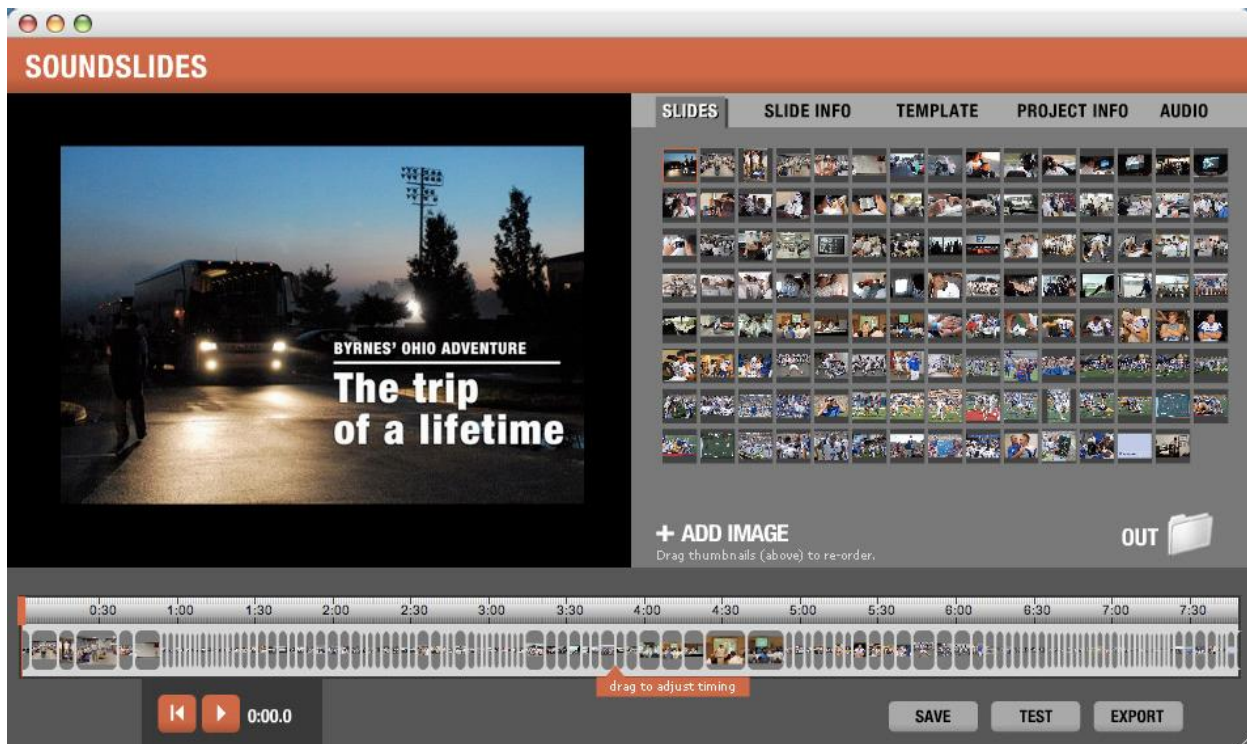 SOUNDSLIDES
SLIDES SLIDE INFO TEMPLATE PROJECT INFO AUDIO
BYRNES' OHIO ADVENTURE
The trip
of a lifetime
+ ADD IMAGE
Drag thumbnails (above) to re-order.
OUT
0:30 1:00 1:30 2:00 2:30 3:00 3:30 4:00 4:30 5:00 5:30 6:00 6:30 7:00 7:30
drag to adjust timing
0:00.0
SAVE TEST EXPORT